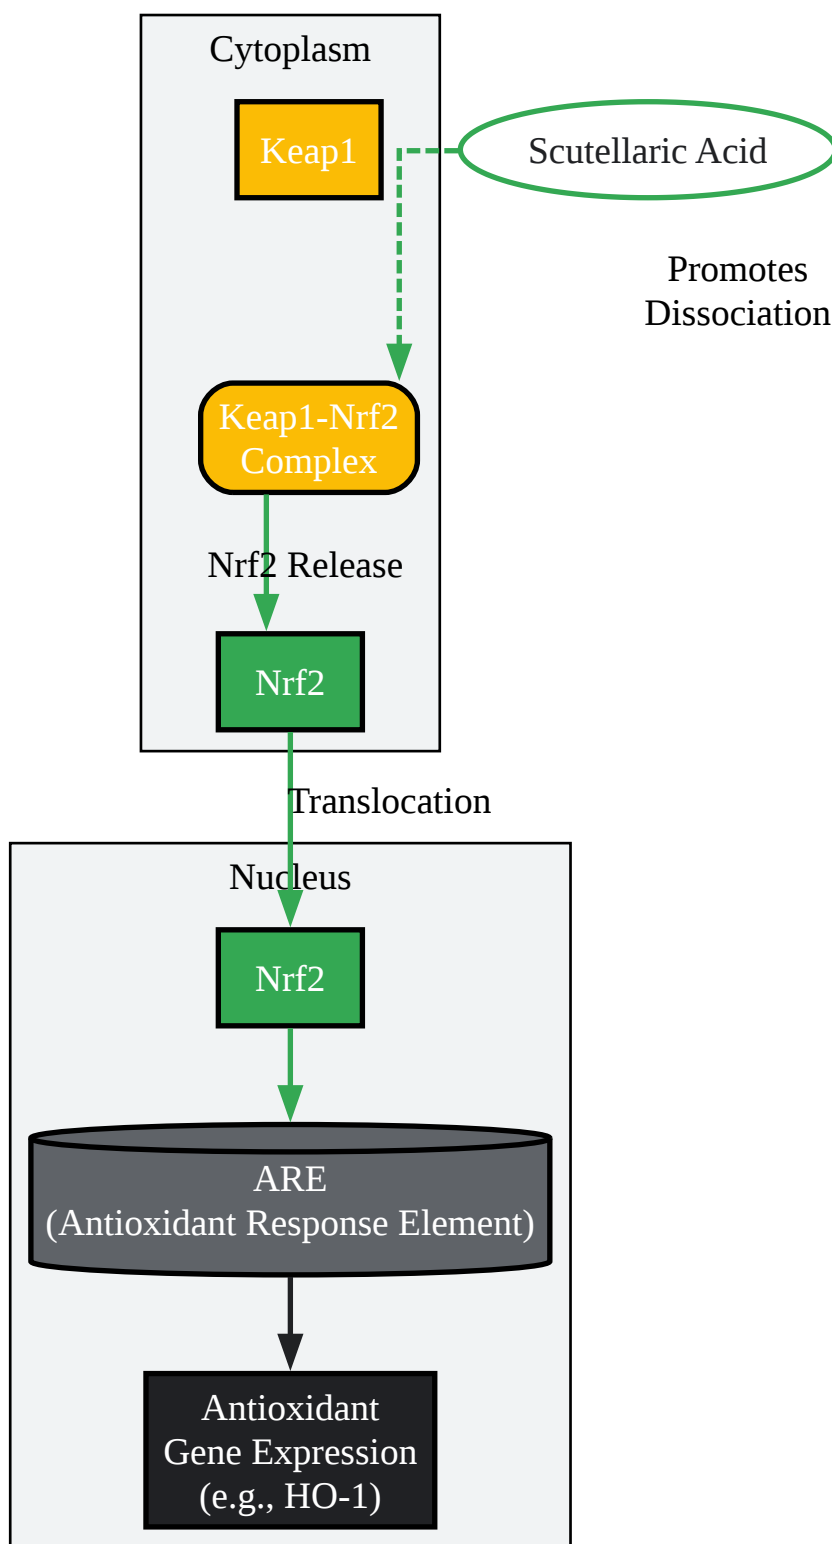 Cytoplasm
Keap1
Scutellaric Acid
Promotes
Dissociation
Keap1-Nrf2
Complex
Nrf2 Release
Nrf2
Translocation
Nucleus
Nrf2
ARE
(Antioxidant Response Element)
Antioxidant
Gene Expression
(e.g., HO-1)